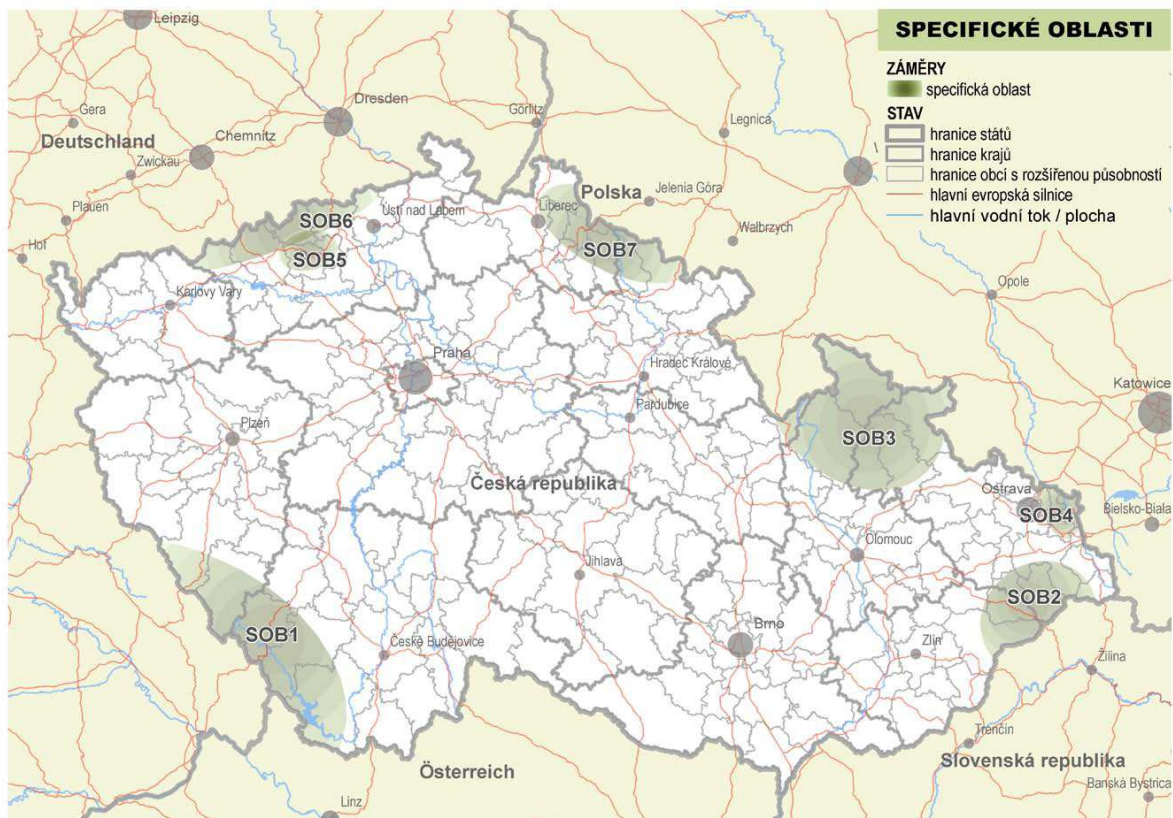 SPECIFICKÉ OBLASTI
ZÁMĚRY
specifická oblast
STAV
hranice států
hranice krajů
hranice obcí s rozšířenou působností
hlavní evropská silnice
hlavní vodní tok / plocha
Leipzig
Dresden
Görlitz
Legnica
Gera
Deutschland
Chemnitz
Zwickau
Polska
Jelenia Góra
Plauen
SOB6
Ústí nad Labem
Liberec
Wałbrzych
Hof
SOB5
SOB7
Karlovy Vary
Opole
Praha
Hradec Králové
Katowice
Pardubice
Plzeň
SOB3
Česká republika
Ostrava
SOB4
Bielsko-Biala
Olomouc
Jihlava
SOB2
SOB1
České Budějovice
Brno
Zlín
Žilina
Trenčín
Slovenská republika
Österreich
Banská Bystrica
Linz